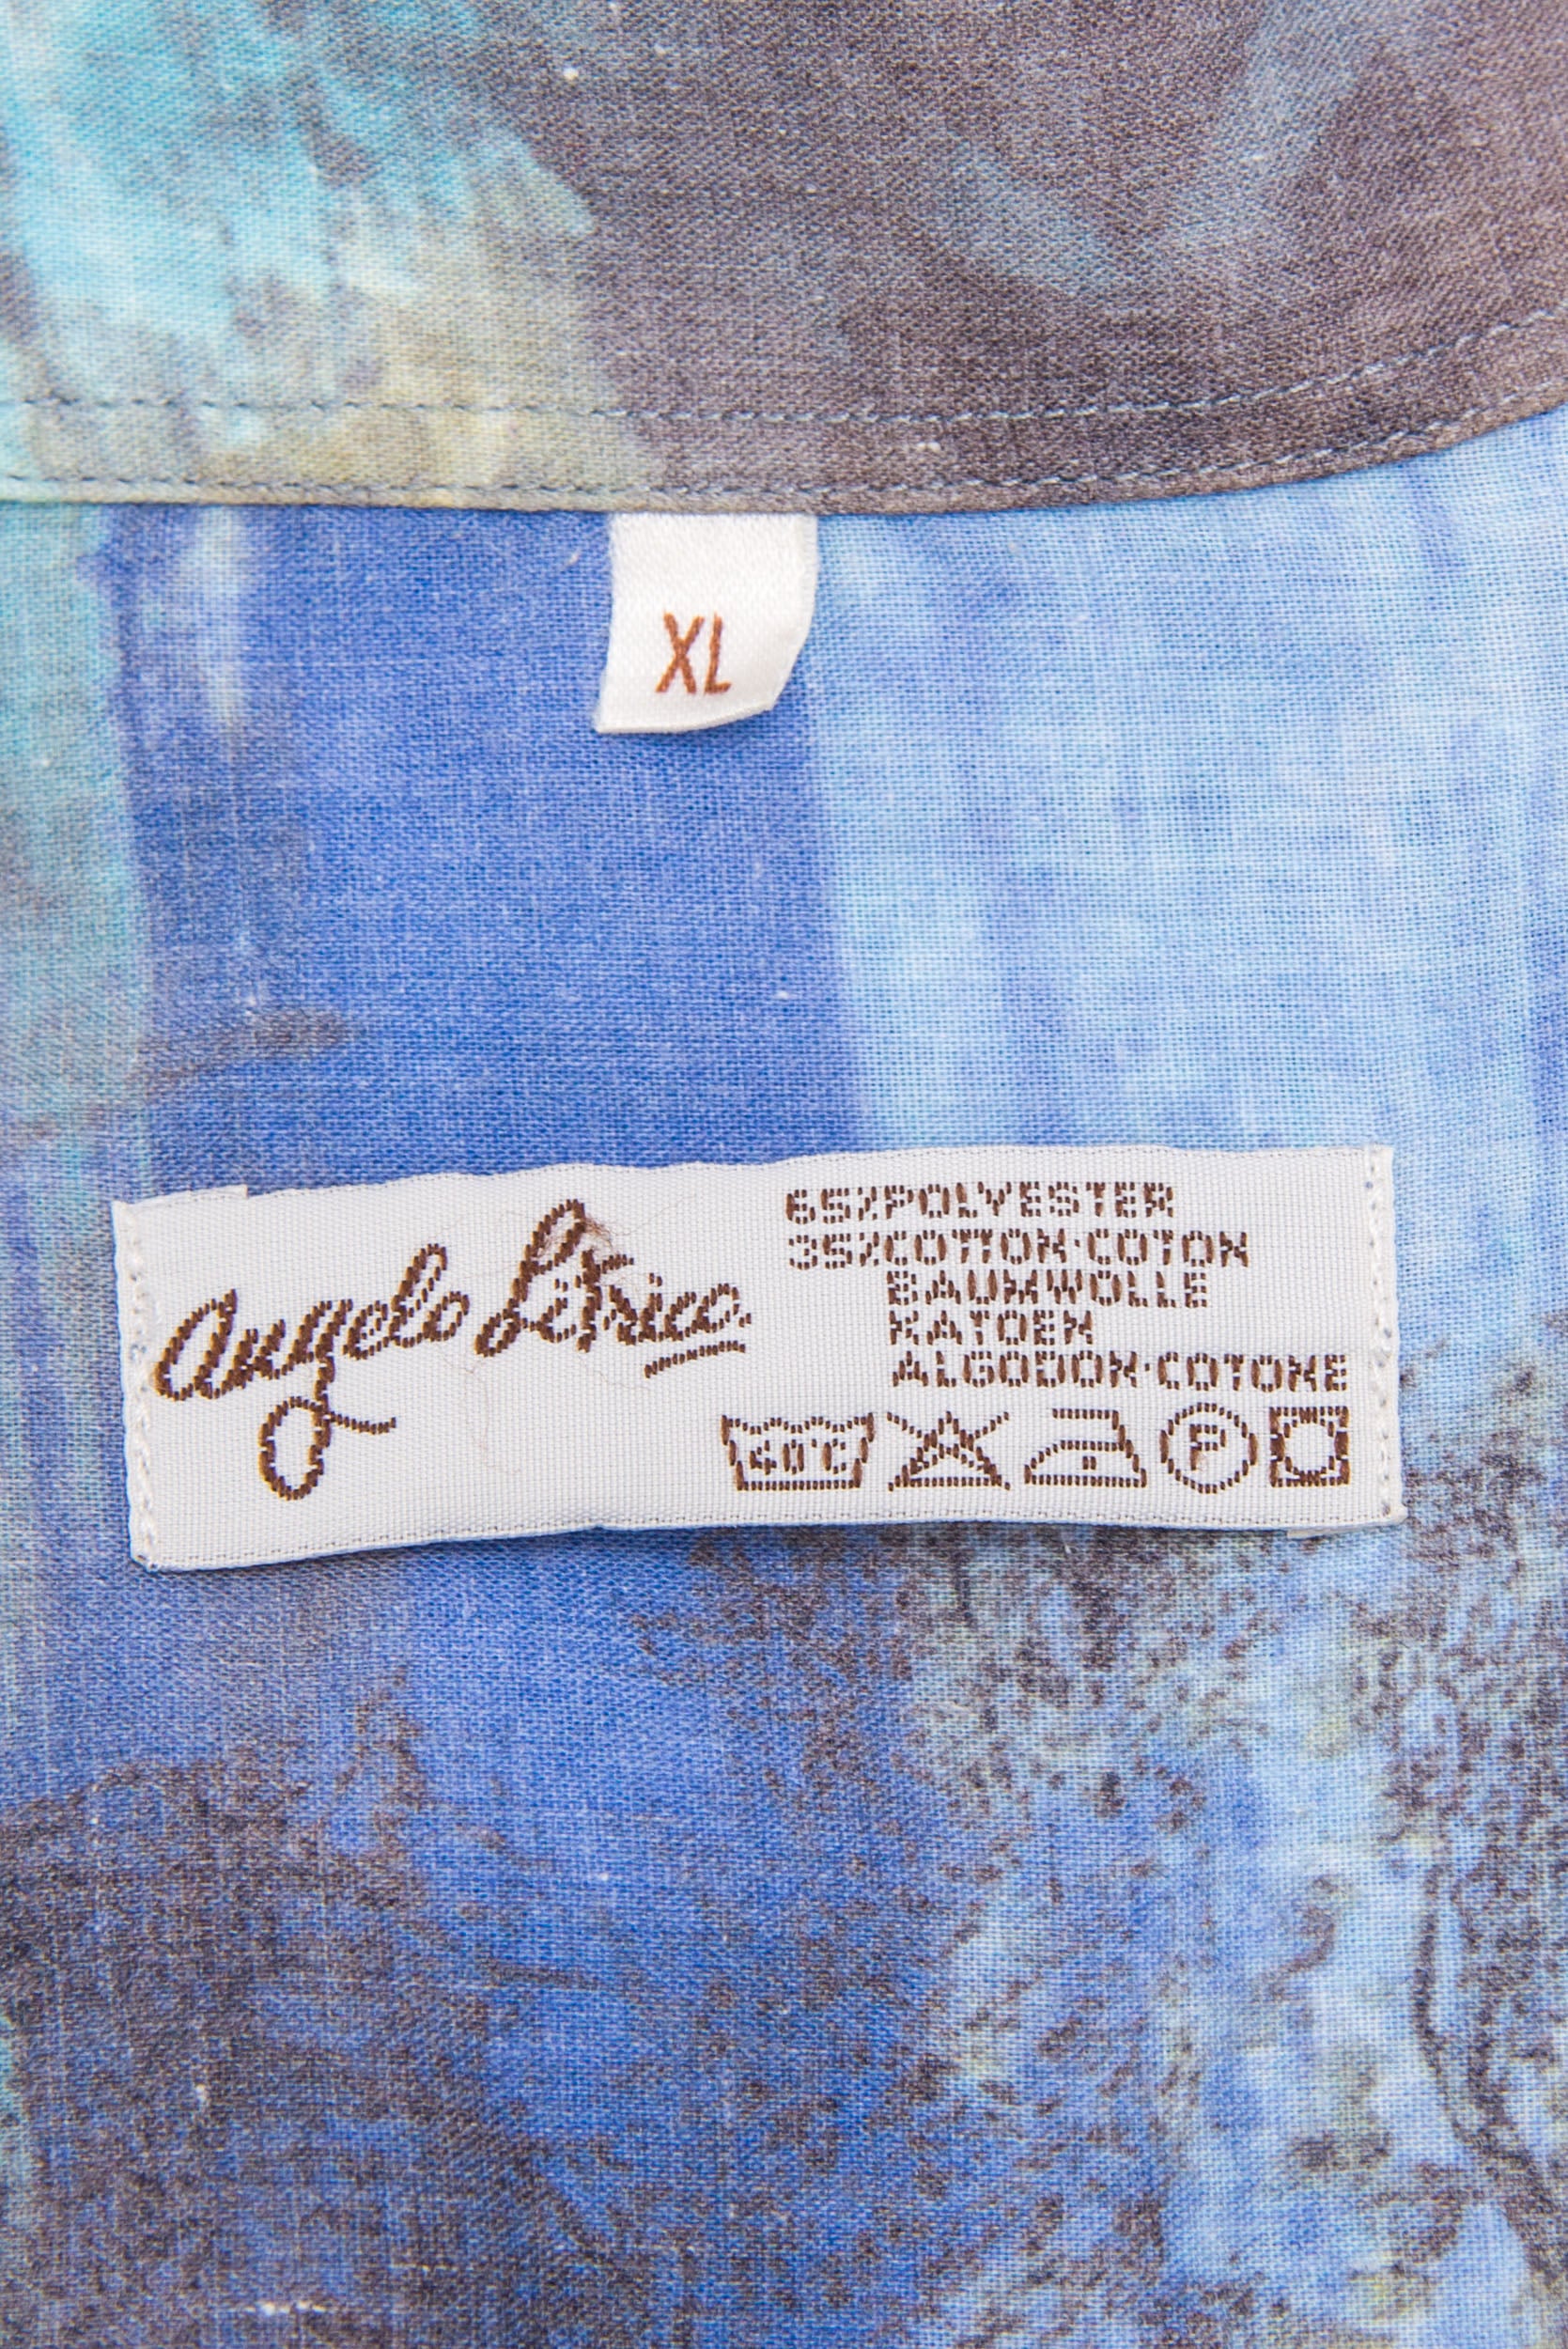 XL
Angelo Litrico
65%POLYESTER
35%COTTON·COTON
BAUMWOLLE
KATOEN
ALGODON·COTONE
40°C P